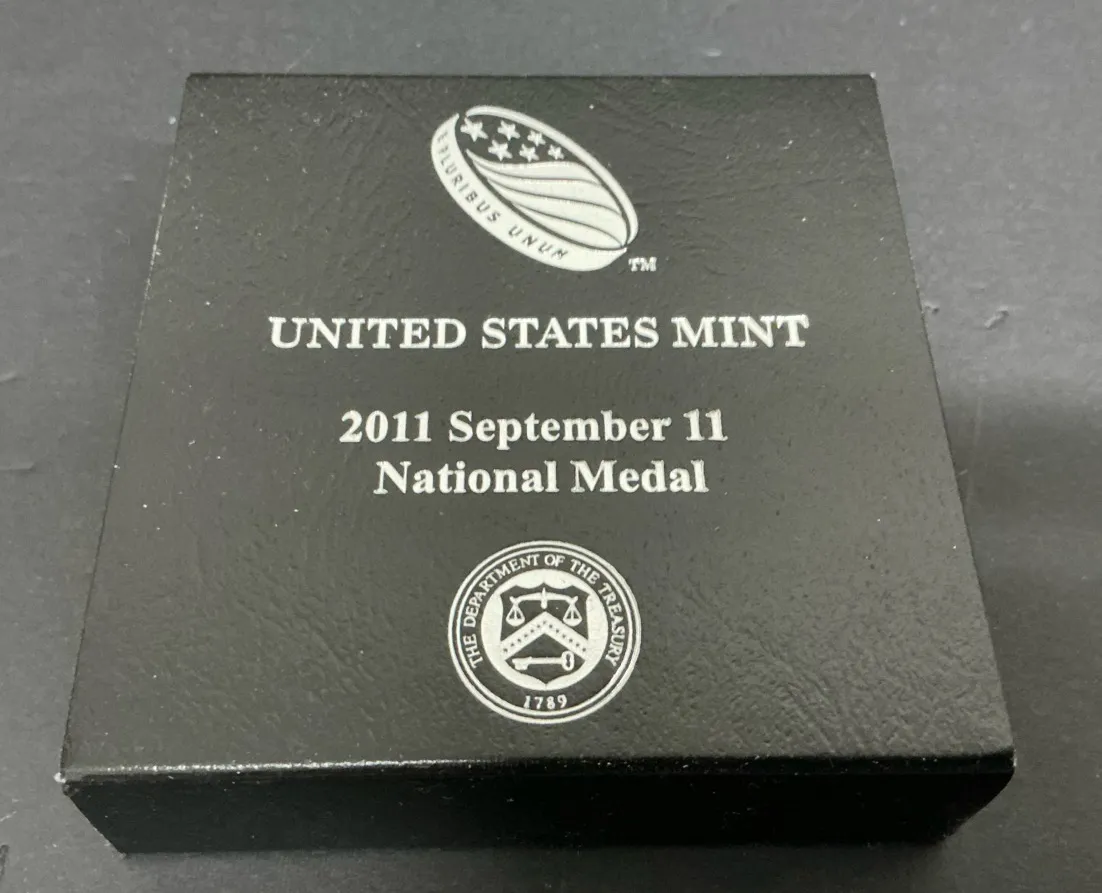 E PLURIBUS UNUM
TM
UNITED STATES MINT
2011 September 11
National Medal
THE DEPARTMENT OF THE TREASURY
1789